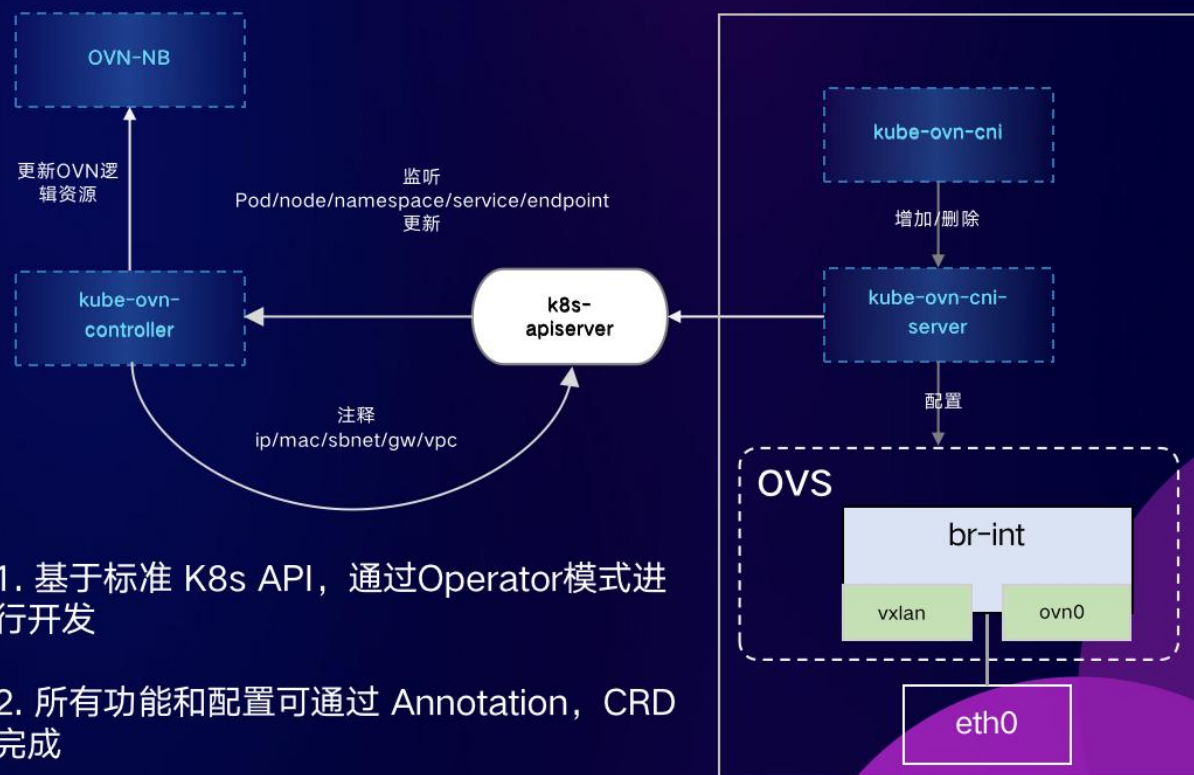 OVN-NB
更新OVN逻
辑资源
监听
Pod/node/namespace/service/endpoint
更新
kube-ovn-
controller
k8s-
apiserver
注释
ip/mac/sbnet/gw/vpc
kube-ovn-cni
增加/删除
kube-ovn-cni-
server
配置
OVS
br-int
vxlan
ovn0
eth0
1. 基于标准 K8s API，通过Operator模式进
行开发
2. 所有功能和配置可通过 Annotation，CRD
完成